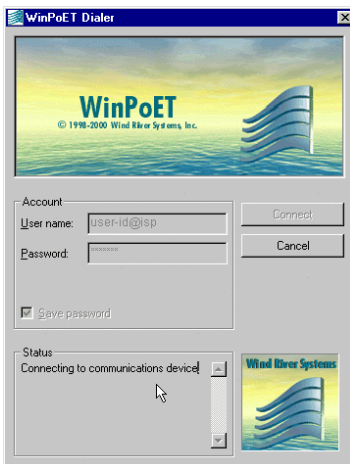 WinPoET Dialer
WinPoET
© 1998-2000 Wind River Systems, Inc.
Account
User name:
user-id@isp
Connect
Password:
*******
Cancel
Save password
Status
Connecting to communications device
Wind River Systems